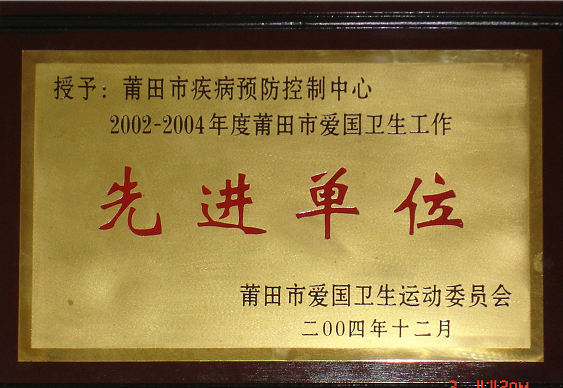 授予：莆田市疾病预防控制中心
2002-2004年度莆田市爱国卫生工作
先进单位
莆田市爱国卫生运动委员会
二00四年十二月